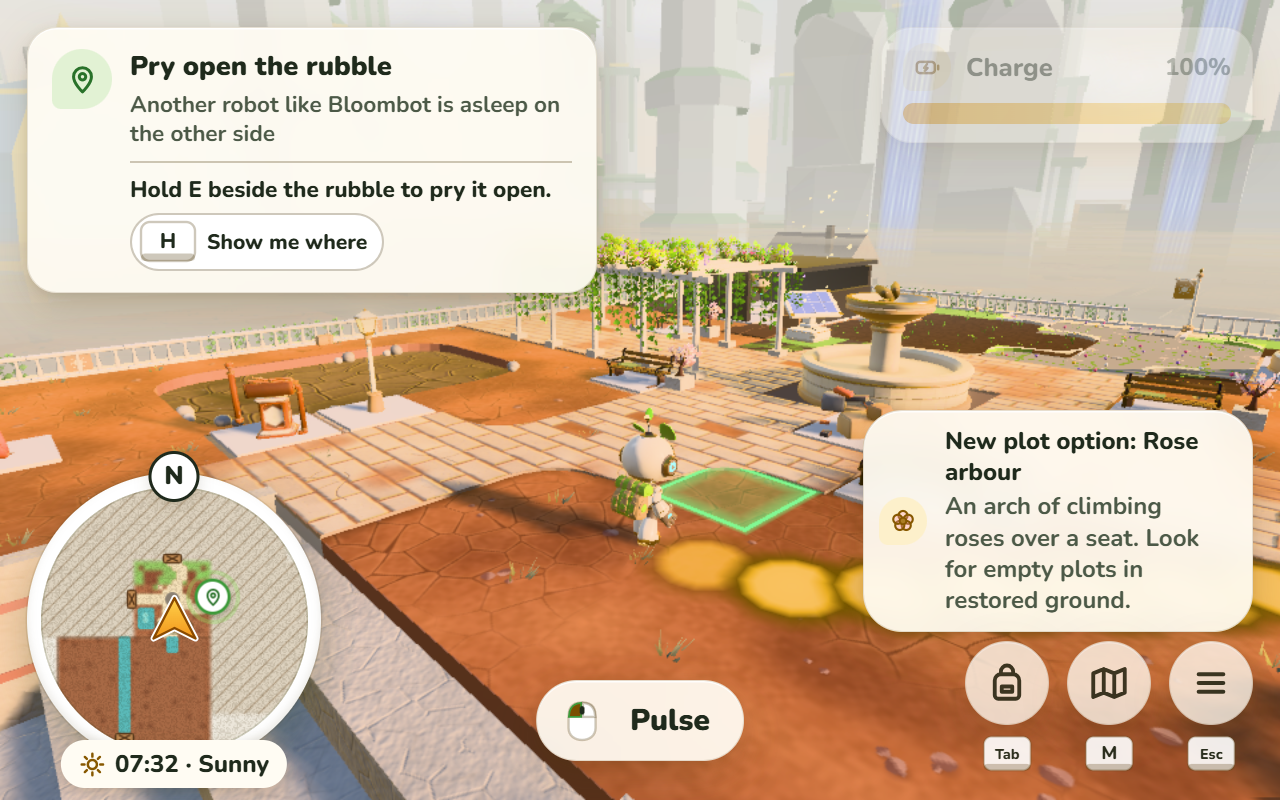 Pry open the rubble
Another robot like Bloombot is asleep on
the other side
Hold E beside the rubble to pry it open.
H Show me where
Charge 100%
New plot option: Rose
arbour
An arch of climbing
roses over a seat. Look
for empty plots in
restored ground.
N
07:32 · Sunny
Pulse
Tab M Esc